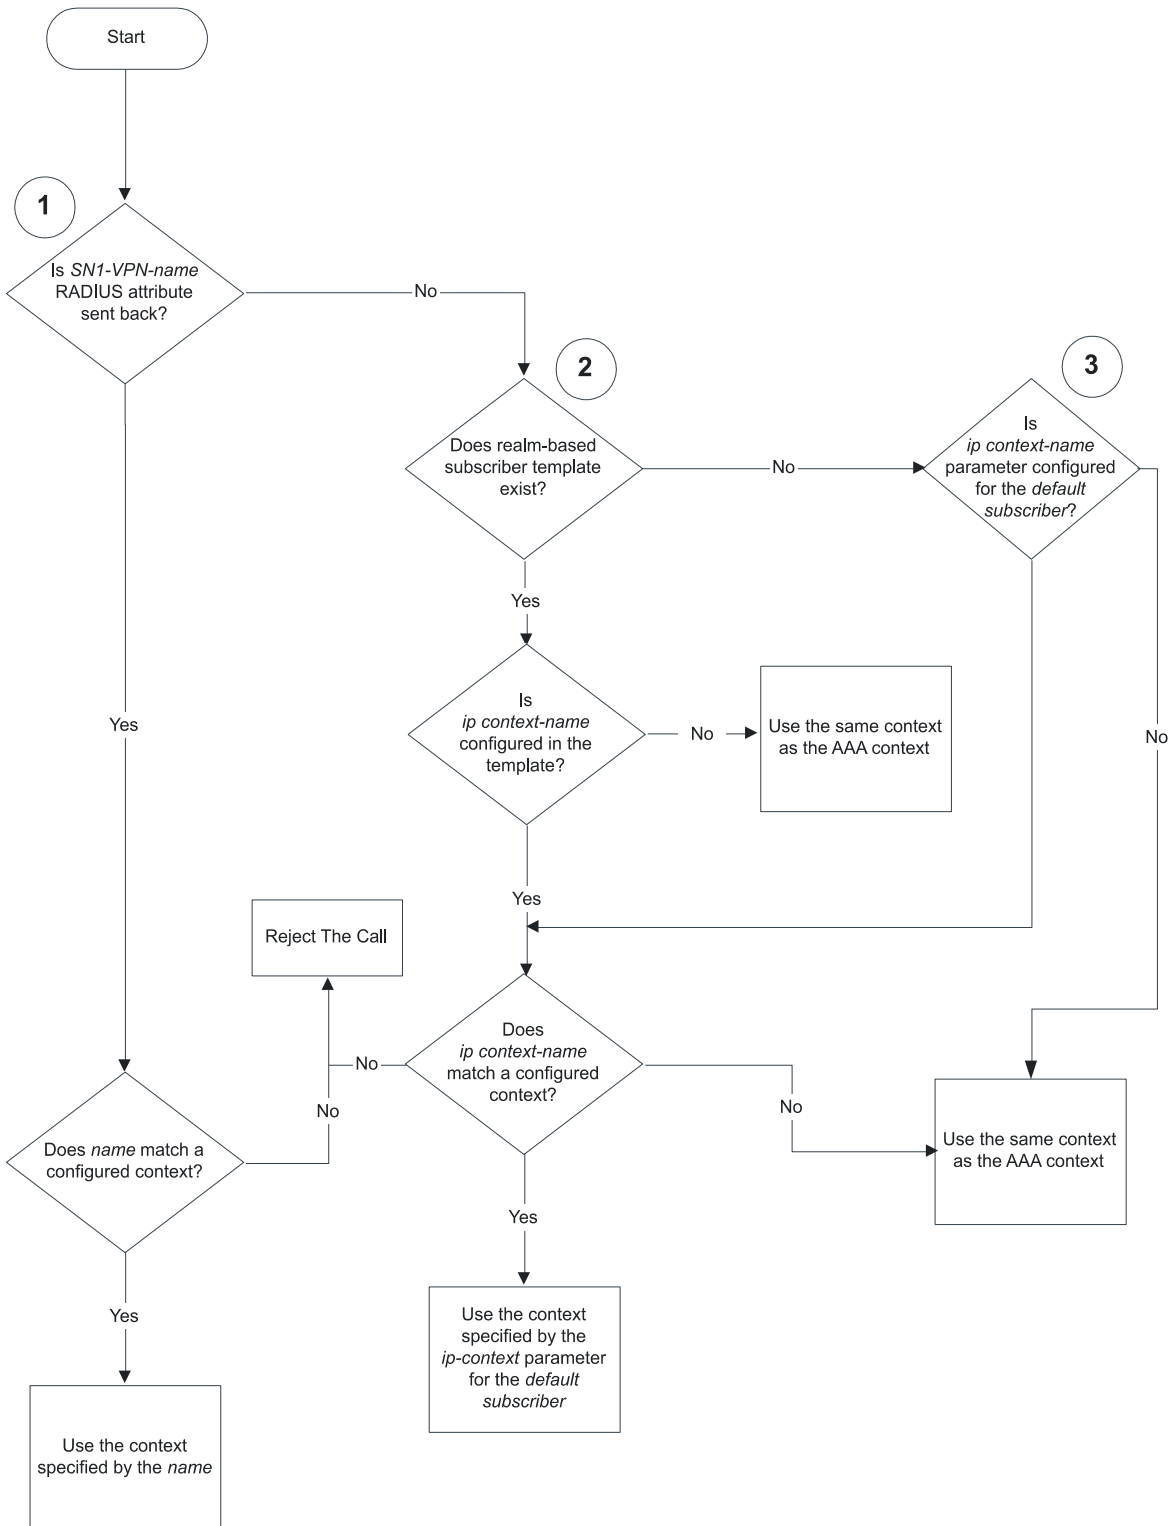 Start
1
Is SN1-VPN-name
RADIUS attribute
sent back?
No
2
3
Does realm-based
subscriber template
exist?
No
Is
ip context-name
parameter configured
for the default
subscriber?
Yes
Is
ip context-name
configured in the
template?
No
Use the same context
as the AAA context
Yes
No
Yes
Reject The Call
Does
ip context-name
match a configured
context?
No
No
No
Does name match a
configured context?
Use the same context
as the AAA context
Yes
Yes
Use the context
specified by the
ip-context parameter
for the default
subscriber
Use the context
specified by the name